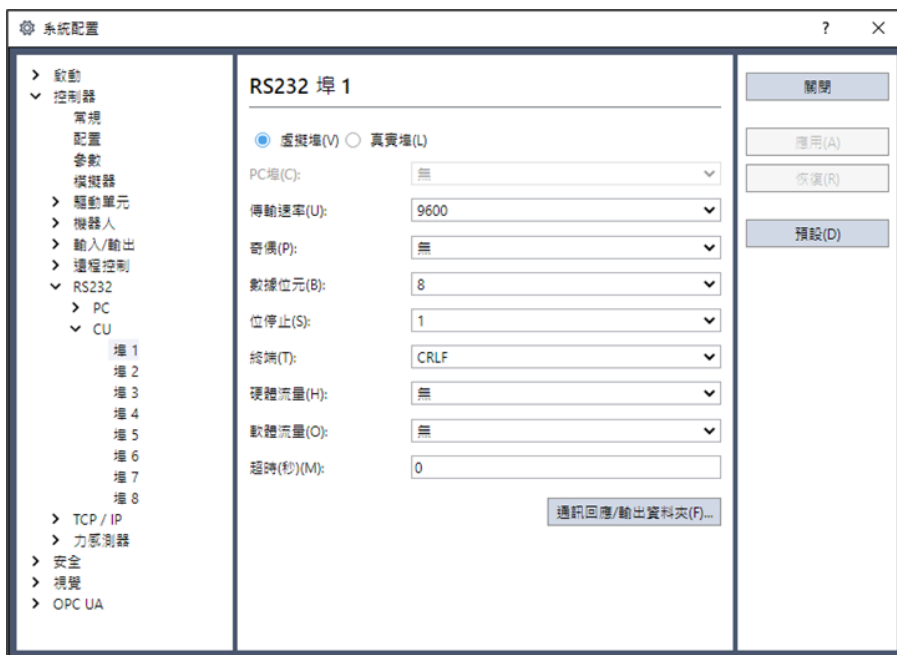 系統配置
?
啟動
控制器
常規
配置
參數
模擬器
驅動單元
機器人
輸入/輸出
遠程控制
RS232
PC
CU
埠 1
埠 2
埠 3
埠 4
埠 5
埠 6
埠 7
埠 8
TCP / IP
力感測器
安全
視覺
OPC UA
RS232 埠 1
虛擬埠(V) 真實埠(L)
PC埠(C): 無
傳輸速率(U): 9600
奇偶(P): 無
數據位元(B): 8
位停止(S): 1
終端(T): CRLF
硬體流量(H): 無
軟體流量(O): 無
超時(秒)(M): 0
通訊回應/輸出資料夾(F)...
關閉
應用(A)
恢復(R)
預設(D)